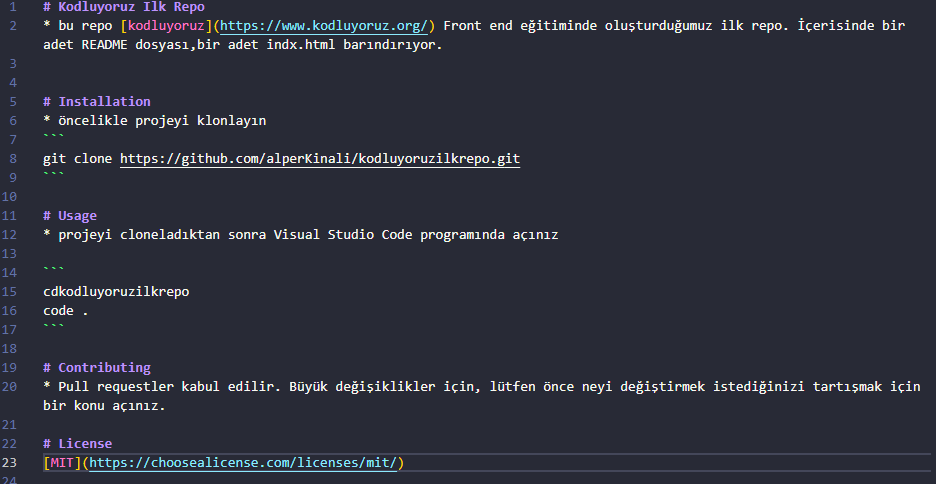 1 # Kodluyoruz Ilk Repo
2 * bu repo [kodluyoruz](https://www.kodluyoruz.org/) Front end eğitiminde oluşturduğumuz ilk repo. İçerisinde bir
adet README dosyası,bir adet indx.html barındırıyor.
3
4
5 # Installation
6 * öncelikle projeyi klonlayın
7 ```
8 git clone https://github.com/alperKinali/kodluyoruzilkrepo.git
9 ```
10
11 # Usage
12 * projeyi cloneladıktan sonra Visual Studio Code programında açınız
13
14 ```
15 cdkodluyoruzilkrepo
16 code .
17 ```
18
19 # Contributing
20 * Pull requestler kabul edilir. Büyük değişiklikler için, lütfen önce neyi değiştirmek istediğinizi tartışmak için
bir konu açınız.
21
22 # License
23 [MIT](https://choosealicense.com/licenses/mit/)
24